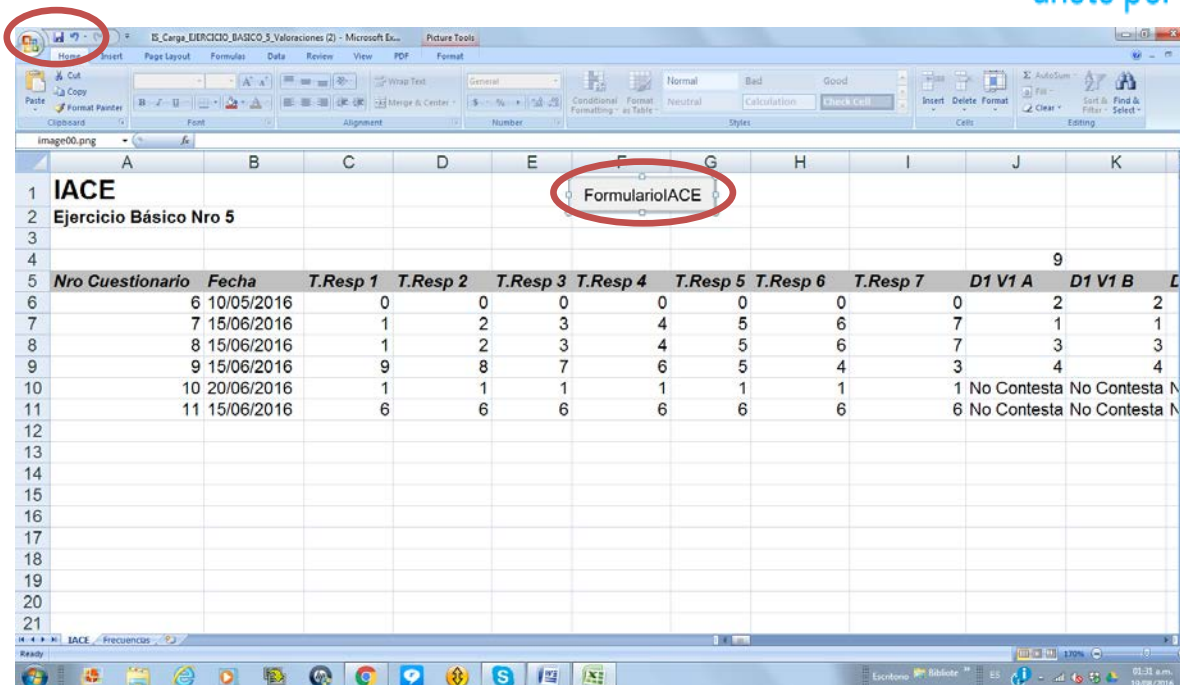 IS_Carga_EJERCICIO_BASICO_5_Valoraciones (2) - Microsoft Ex... Picture Tools
Home Insert Page Layout Formulas Data Review View PDF Format
Cut
Copy
Format Painter
Paste
Wrap Text
Merge & Center
General
Conditional Formatting
Format as Table
Normal Bad Good
Neutral Calculation Check Cell
Insert Delete Format
AutoSum
Fill
Clear
Sort & Filter
Find & Select
Clipboard Font Alignment Number Styles Cells Editing
image00.png fx
A B C D E F G H I J K
1 IACE FormularioIACE
2 Ejercicio Básico Nro 5
3
4 9
5 Nro Cuestionario Fecha T.Resp 1 T.Resp 2 T.Resp 3 T.Resp 4 T.Resp 5 T.Resp 6 T.Resp 7 D1 V1 A D1 V1 B
6 6 10/05/2016 0 0 0 0 0 0 0 2 2
7 7 15/06/2016 1 2 3 4 5 6 7 1 1
8 8 15/06/2016 1 2 3 4 5 6 7 3 3
9 9 15/06/2016 9 8 7 6 5 4 3 4 4
10 10 20/06/2016 1 1 1 1 1 1 1 No Contesta No Contesta N
11 11 15/06/2016 6 6 6 6 6 6 6 No Contesta No Contesta N
12
13
14
15
16
17
18
19
20
21
IACE Frecuencias
Ready 170%
Escritorio Bibliote ES 01:31 a.m.